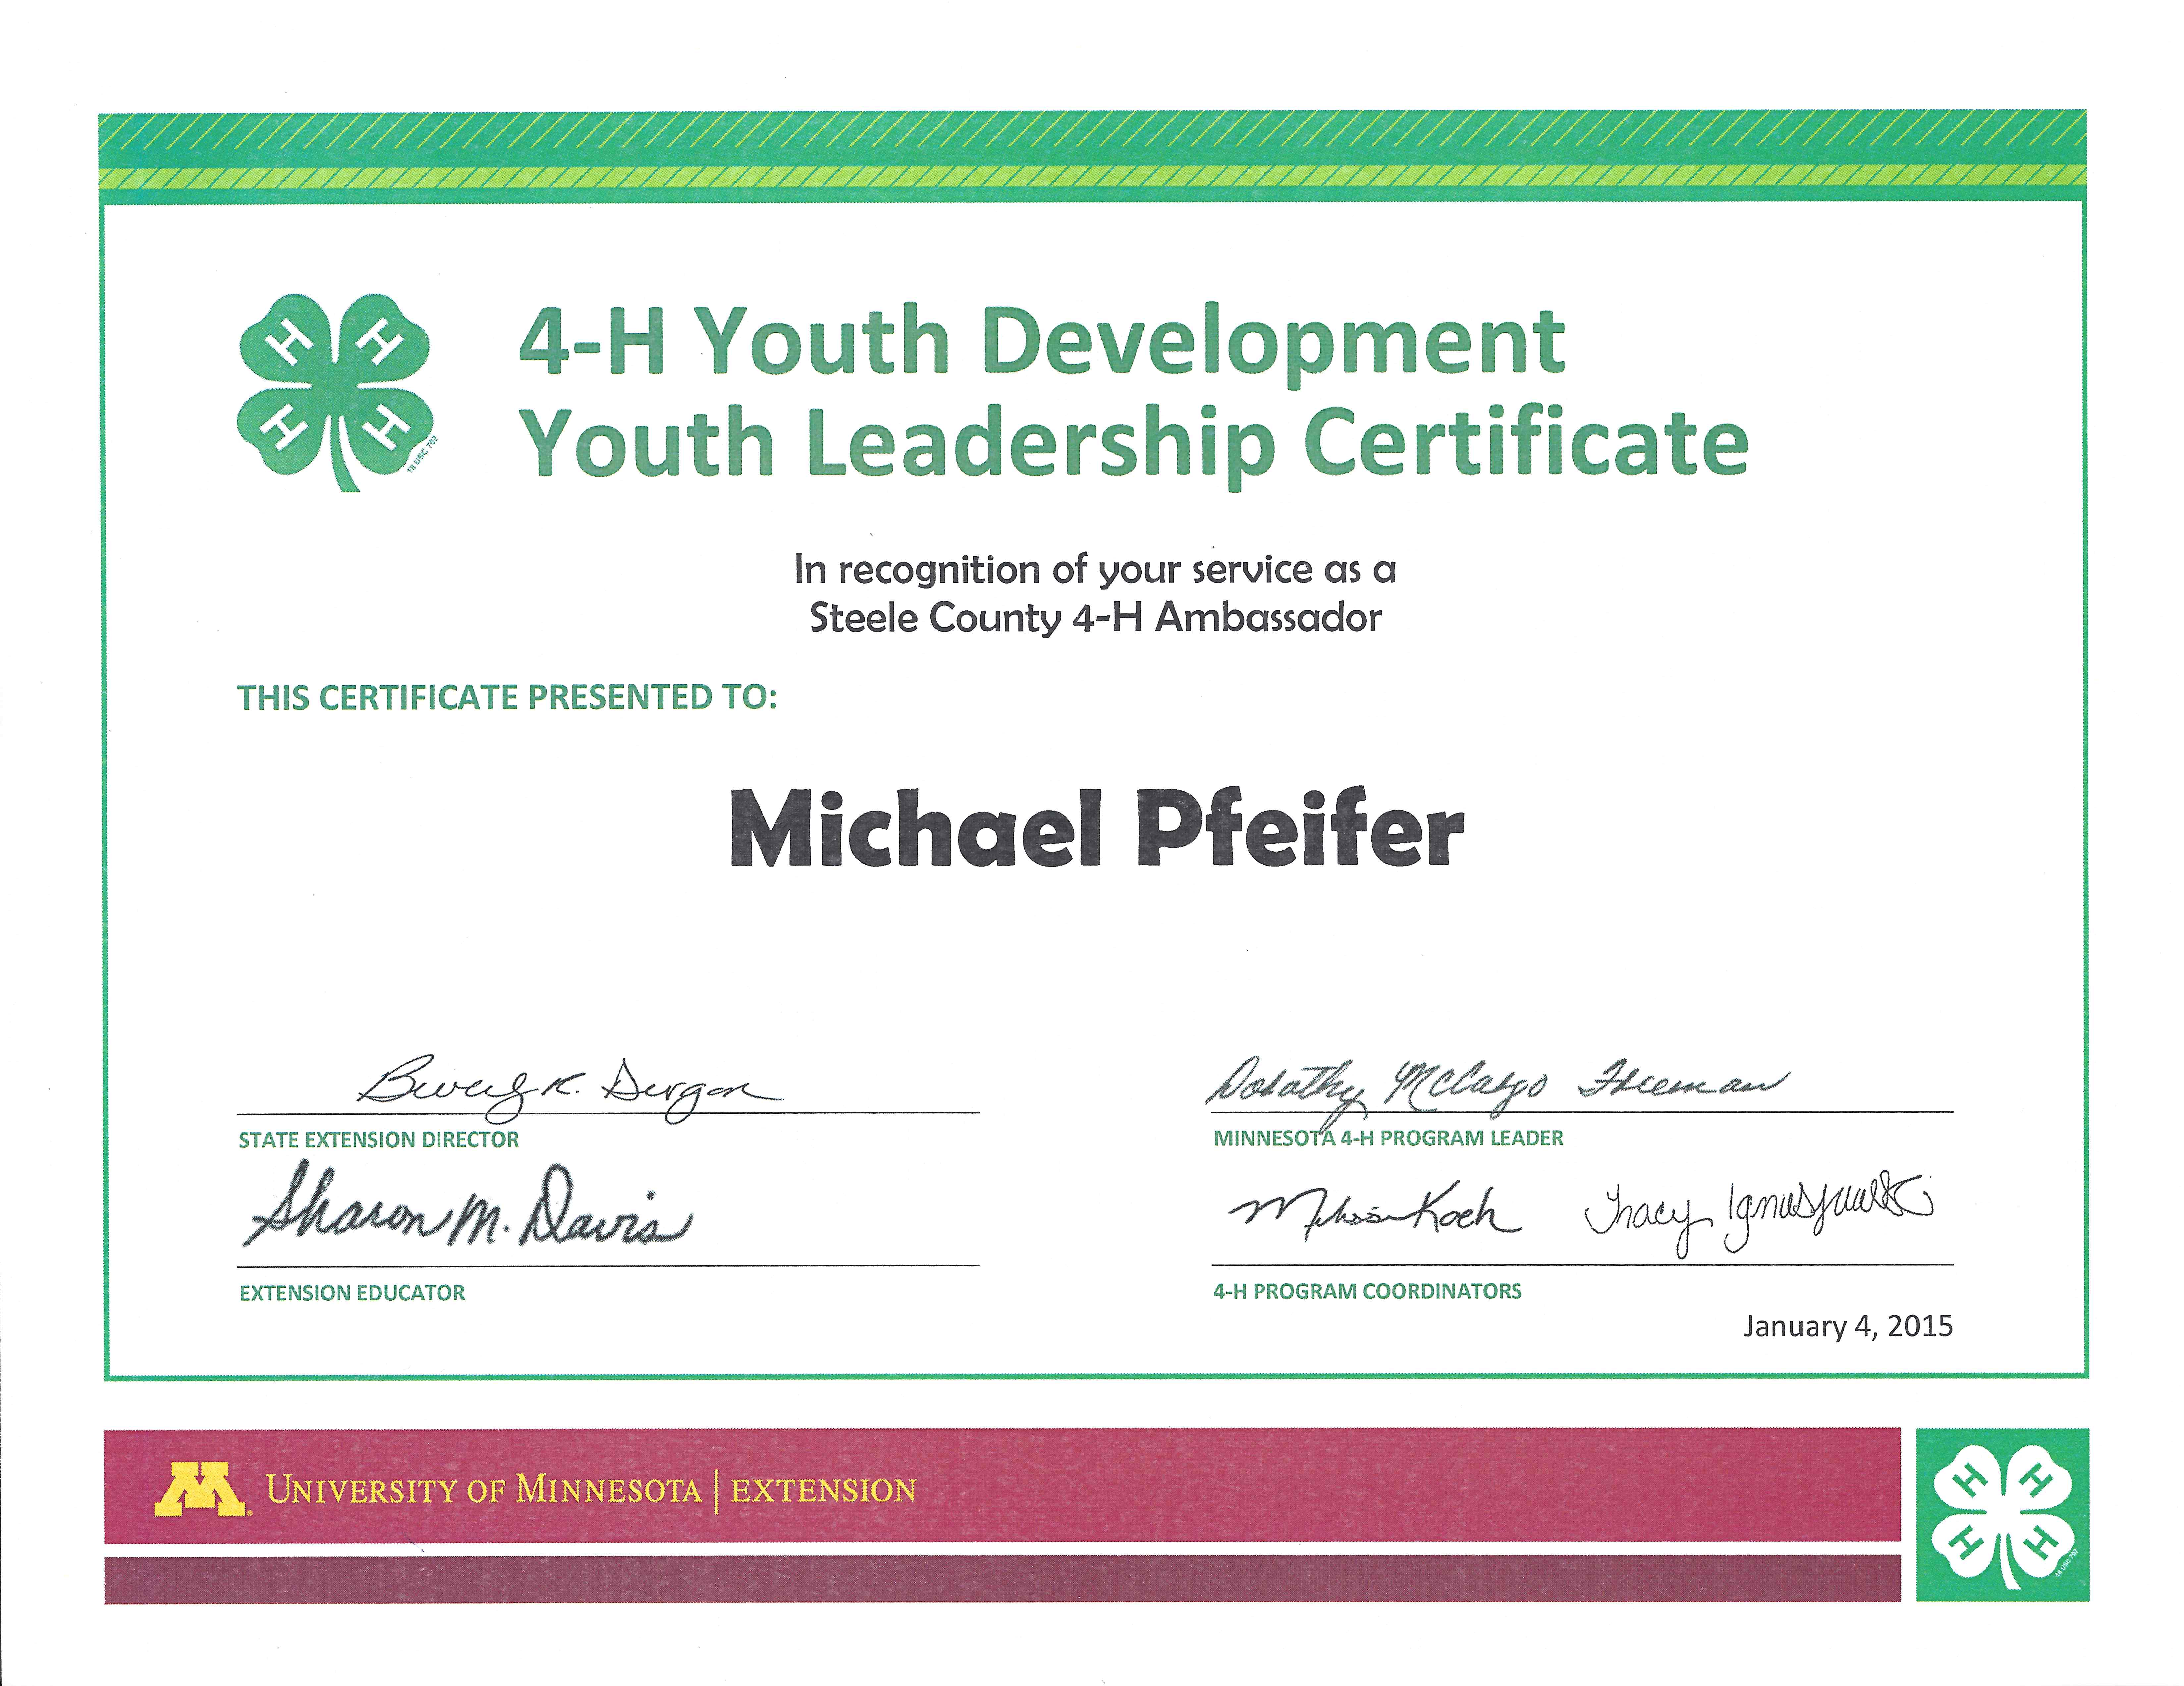 4-H Youth Development
Youth Leadership Certificate
H H
H H
18 USC 707
In recognition of your service as a
Steele County 4-H Ambassador
THIS CERTIFICATE PRESENTED TO:
Michael Pfeifer
Beverly R. Durgan
Dorothy McCargo Freeman
STATE EXTENSION DIRECTOR
MINNESOTA 4-H PROGRAM LEADER
Sharon M. Davis
Melissa Koch Tracy
EXTENSION EDUCATOR
4-H PROGRAM COORDINATORS
January 4, 2015
M UNIVERSITY OF MINNESOTA | EXTENSION
H H
H H
18 USC 707